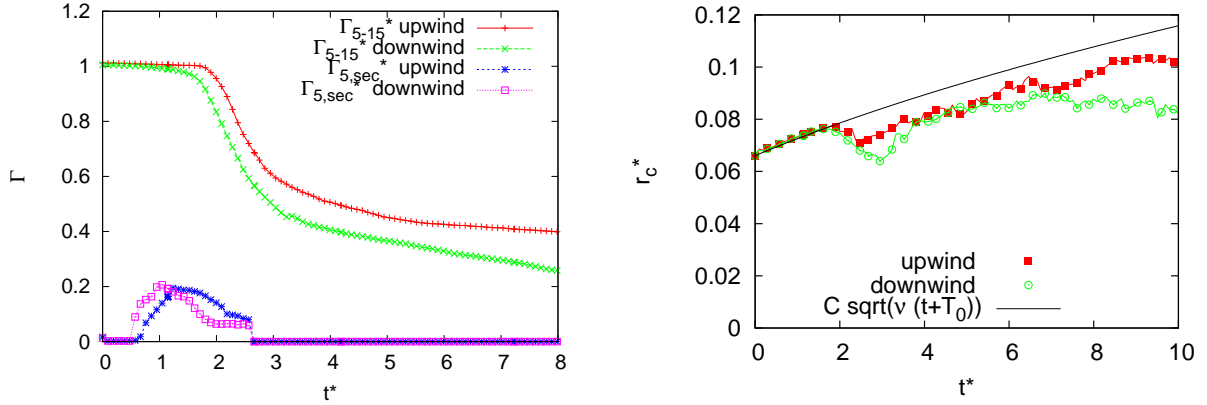 Γ5-15* upwind
Γ5-15* downwind
Γ5,sec* upwind
Γ5,sec* downwind
1.2
1
0.8
0.6
0.4
0.2
0
Γ
0 1 2 3 4 5 6 7 8
t*
0.12
0.1
0.08
0.06
0.04
0.02
0
rc*
upwind
downwind
C sqrt(ν (t+T0))
0 2 4 6 8 10
t*